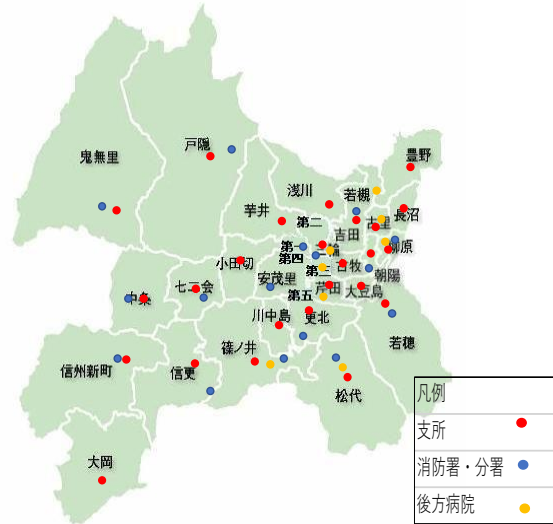 豊野
戸隠
鬼無里
浅川
若槻
長沼
古里
芋井
第二
吉田
三輪
柳原
第一
第四
小田切
第三
古牧
朝陽
安茂里
七二会
第五
芹田
大豆島
中条
川中島
更北
若穂
篠ノ井
信州新町
信更
松代
大岡
凡例
支所
消防署・分署
後方病院